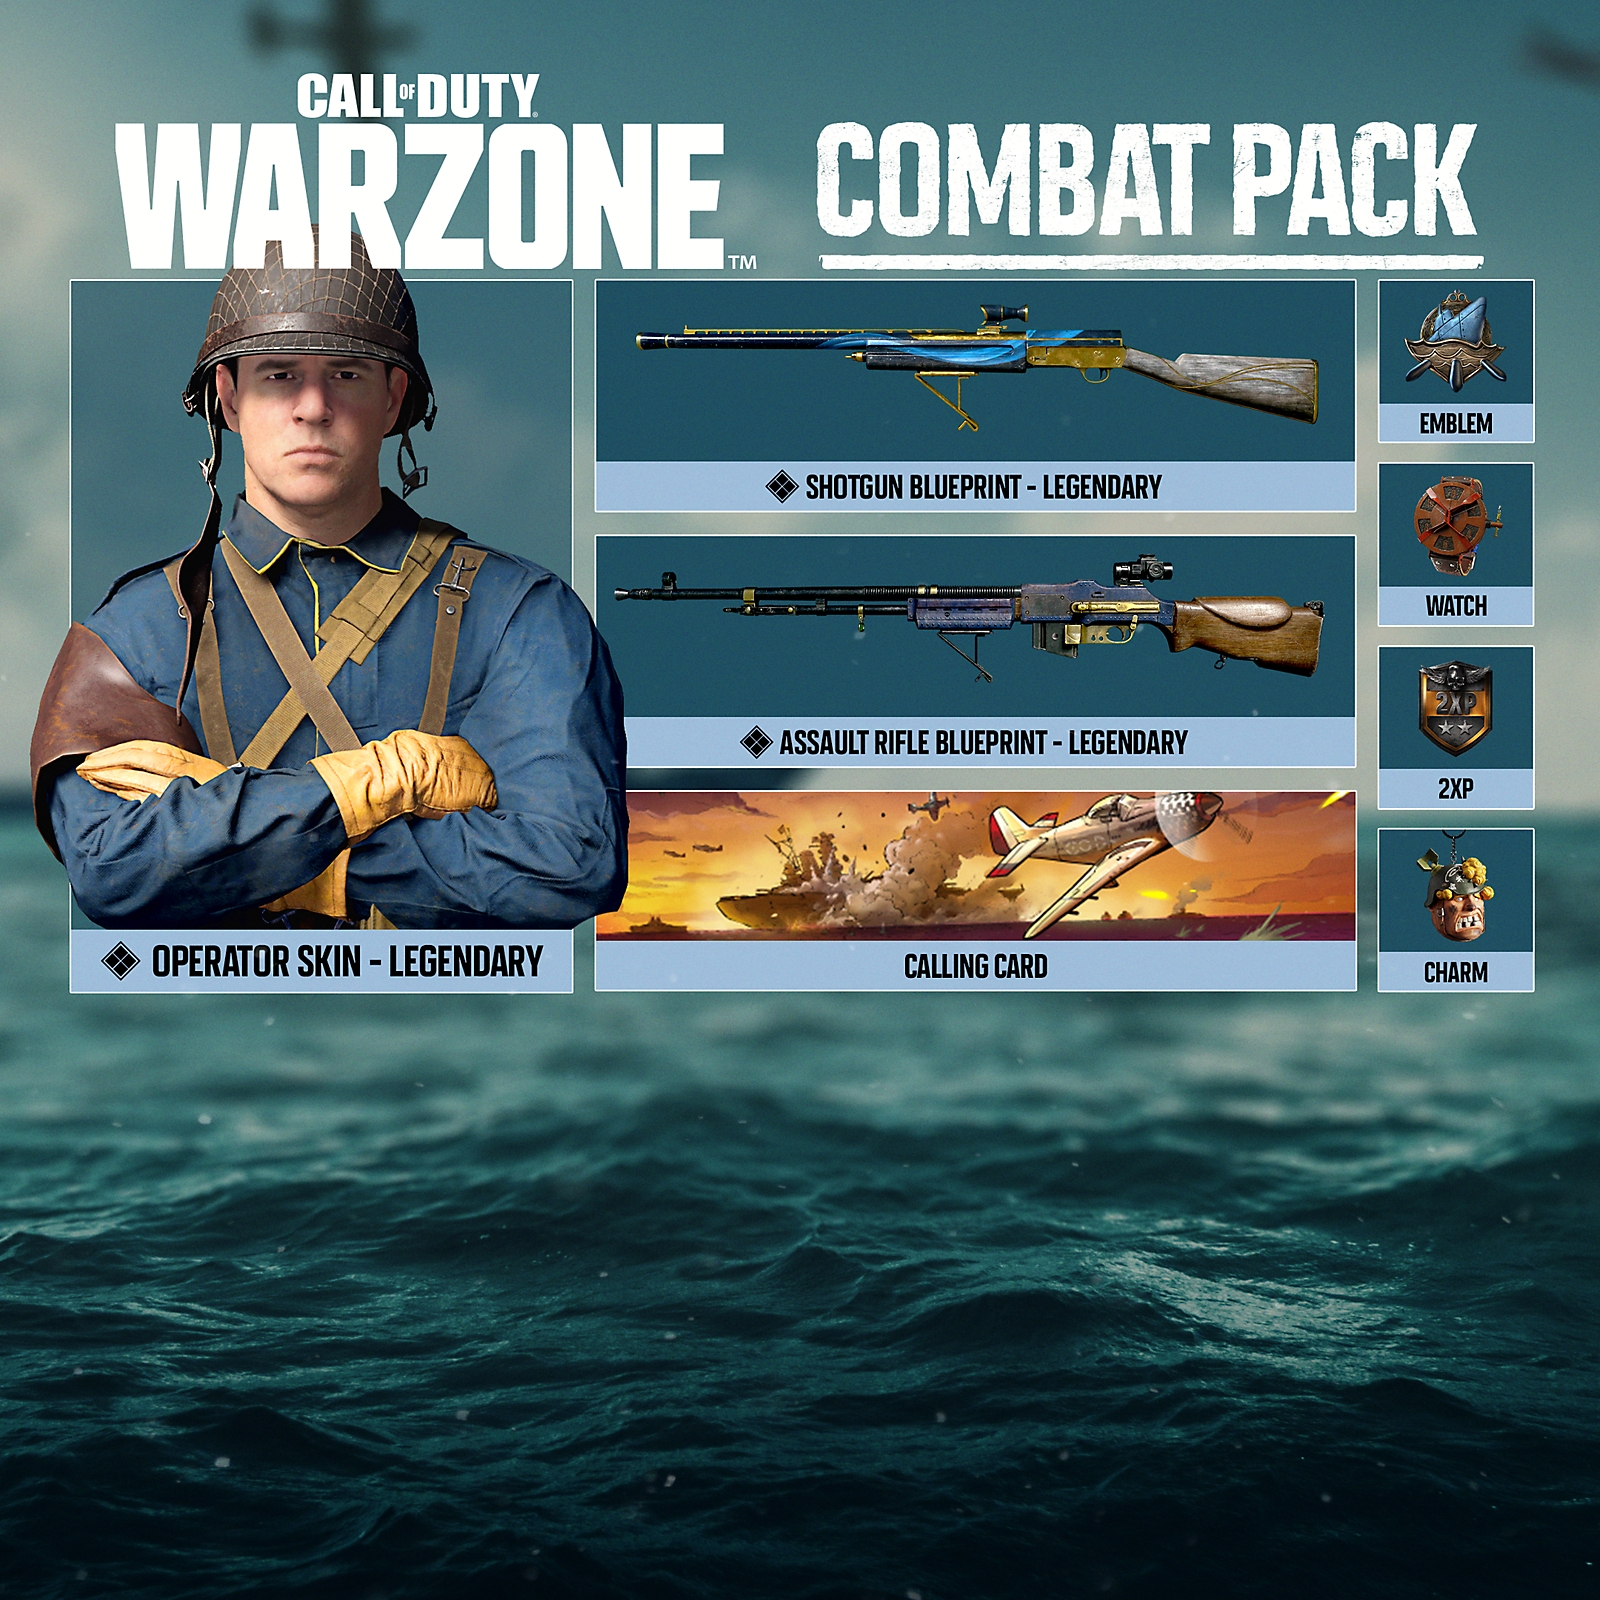 CALL OF DUTY
WARZONE™
COMBAT PACK
OPERATOR SKIN - LEGENDARY
SHOTGUN BLUEPRINT - LEGENDARY
ASSAULT RIFLE BLUEPRINT - LEGENDARY
CALLING CARD
EMBLEM
WATCH
2XP
2XP
CHARM